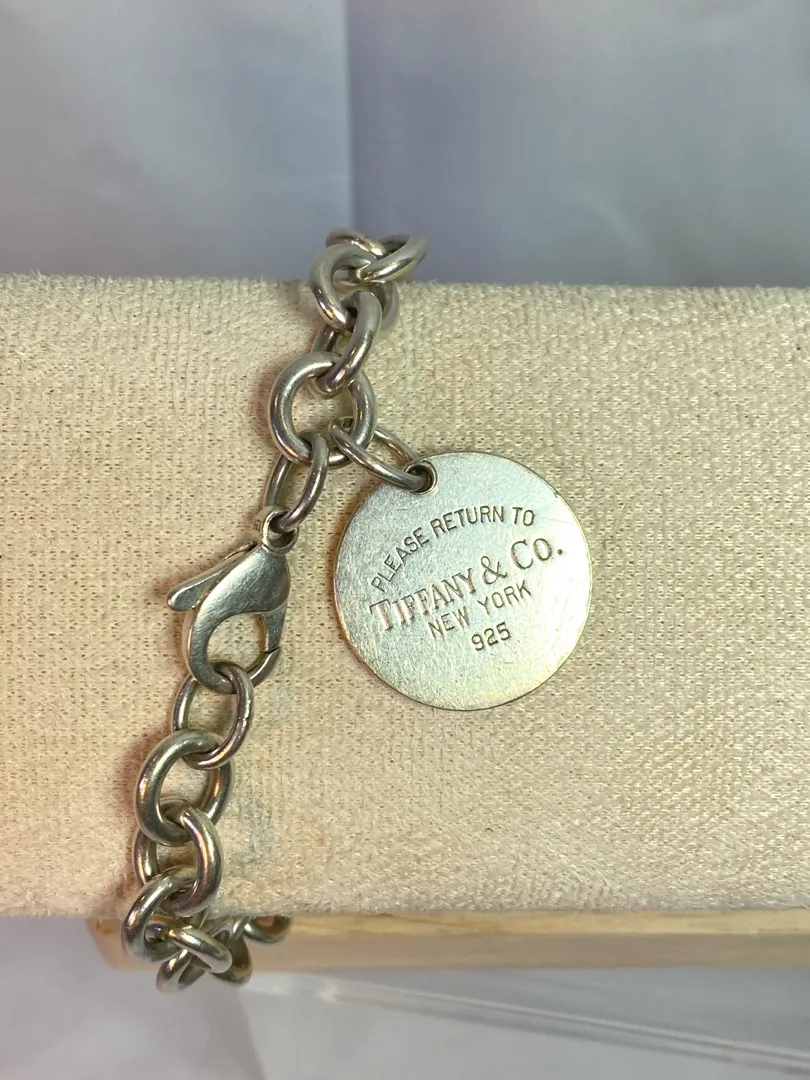 PLEASE RETURN TO
TIFFANY & CO.
NEW YORK
925